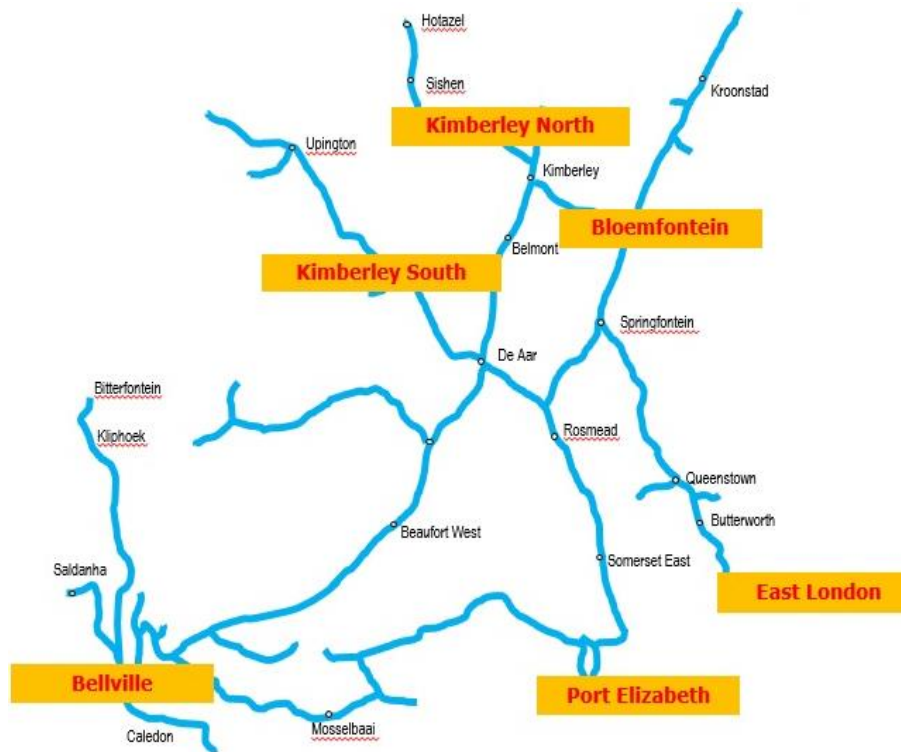 Hotazel
Sishen
Kroonstad
Kimberley North
Upington
Kimberley
Bloemfontein
Belmont
Kimberley South
Springfontein
De Aar
Bitterfontein
Kliphoek
Rosmead
Queenstown
Butterworth
Beaufort West
Somerset East
Saldanha
East London
Bellville
Port Elizabeth
Mosselbaai
Caledon